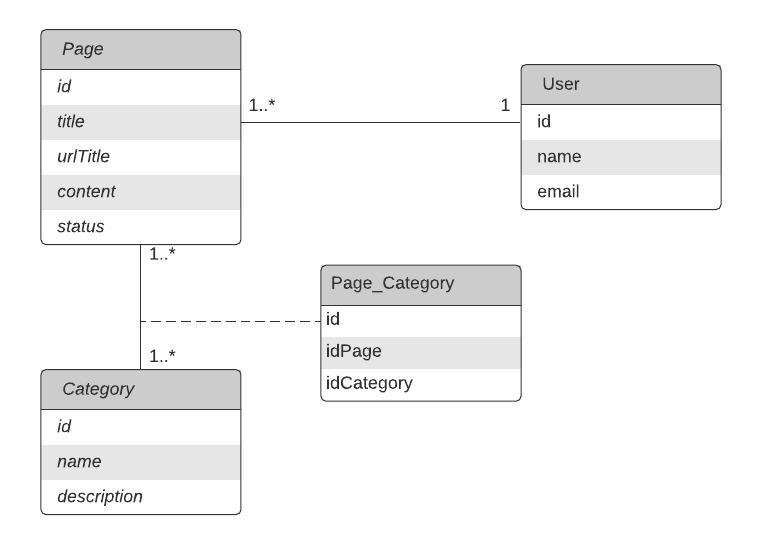 Page
id
title
urlTitle
content
status
1..*
1
User
id
name
email
1..*
1..*
Page_Category
id
idPage
idCategory
Category
id
name
description